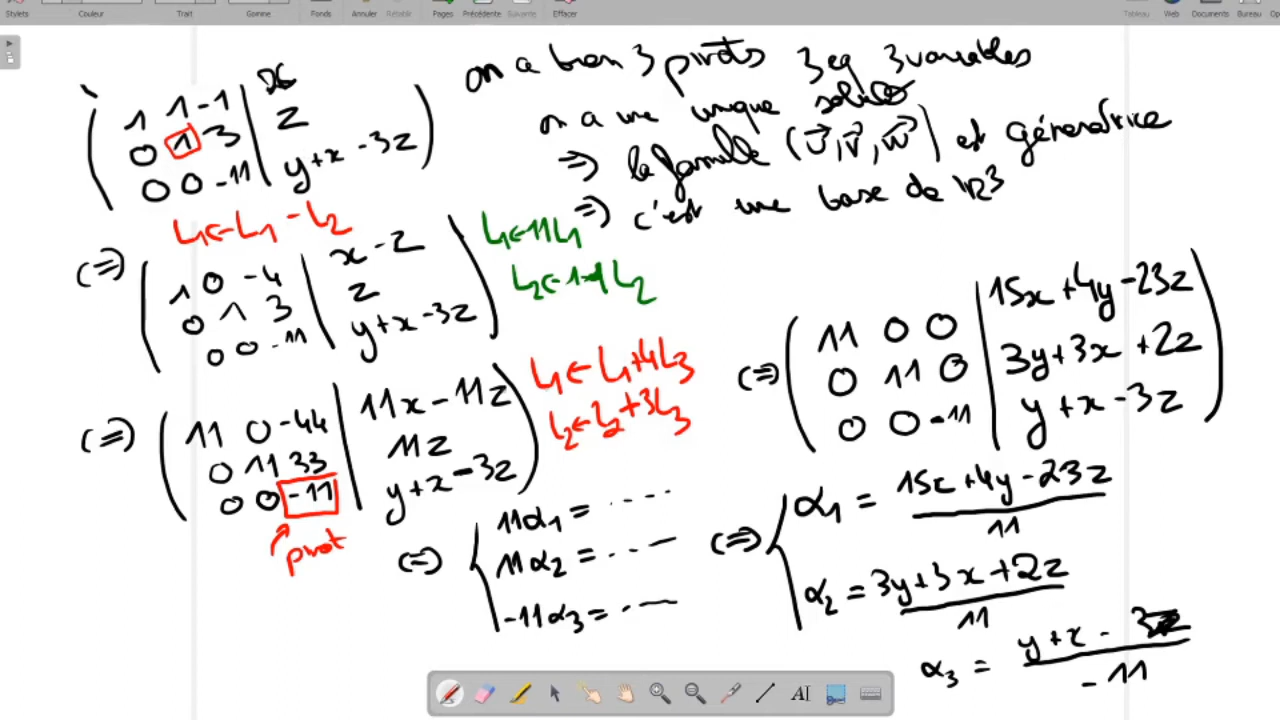 Stylets Couleur Trait Gomme Fonds Annuler Rétablir Pages Précédente Suivante Effacer Tableau Web Documents Bureau
on a bien 3 pivots 3 eq 3 variables
on a une unique
⇒ la famille (U, V, W) est génératrice
⇒ c'est une base de IR3
1 1 -1 | x
0 1 3 | z
0 0 -11 | y+x -3z
L1 ← L1 - L2
(⇒) 1 0 -4 | x - z
0 1 3 | z
0 0 -11 | y+x -3z
L1 ← 11L1
L2 ← 11 L2
(⇒) 11 0 -44 | 11x - 11z
0 11 33 | 11z
0 0 -11 | y+x -3z
pivot
L1 ← L1+4L3
L2 ← L2+3L3
(⇒) 11 0 0 | 15x +4y -23z
0 11 0 | 3y+3x +2z
0 0 -11 | y+x -3z
(⇒) { 11α1 = ....
11α2 = ...
-11α3 = ...
(⇒) { α1 = (15x+4y-23z)/11
α2 = (3y+3x+2z)/11
α3 = (y+x-3z)/-11
AI